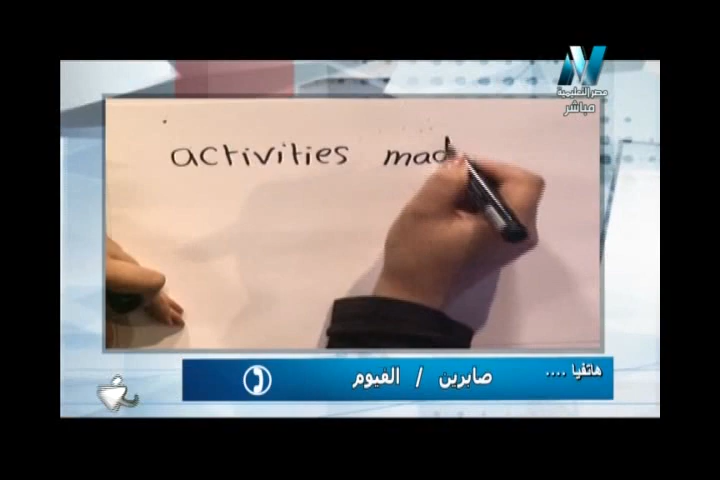 مصر التعليمية
مباشر
activities mad
هاتفيا ....
صابرين / الفيوم